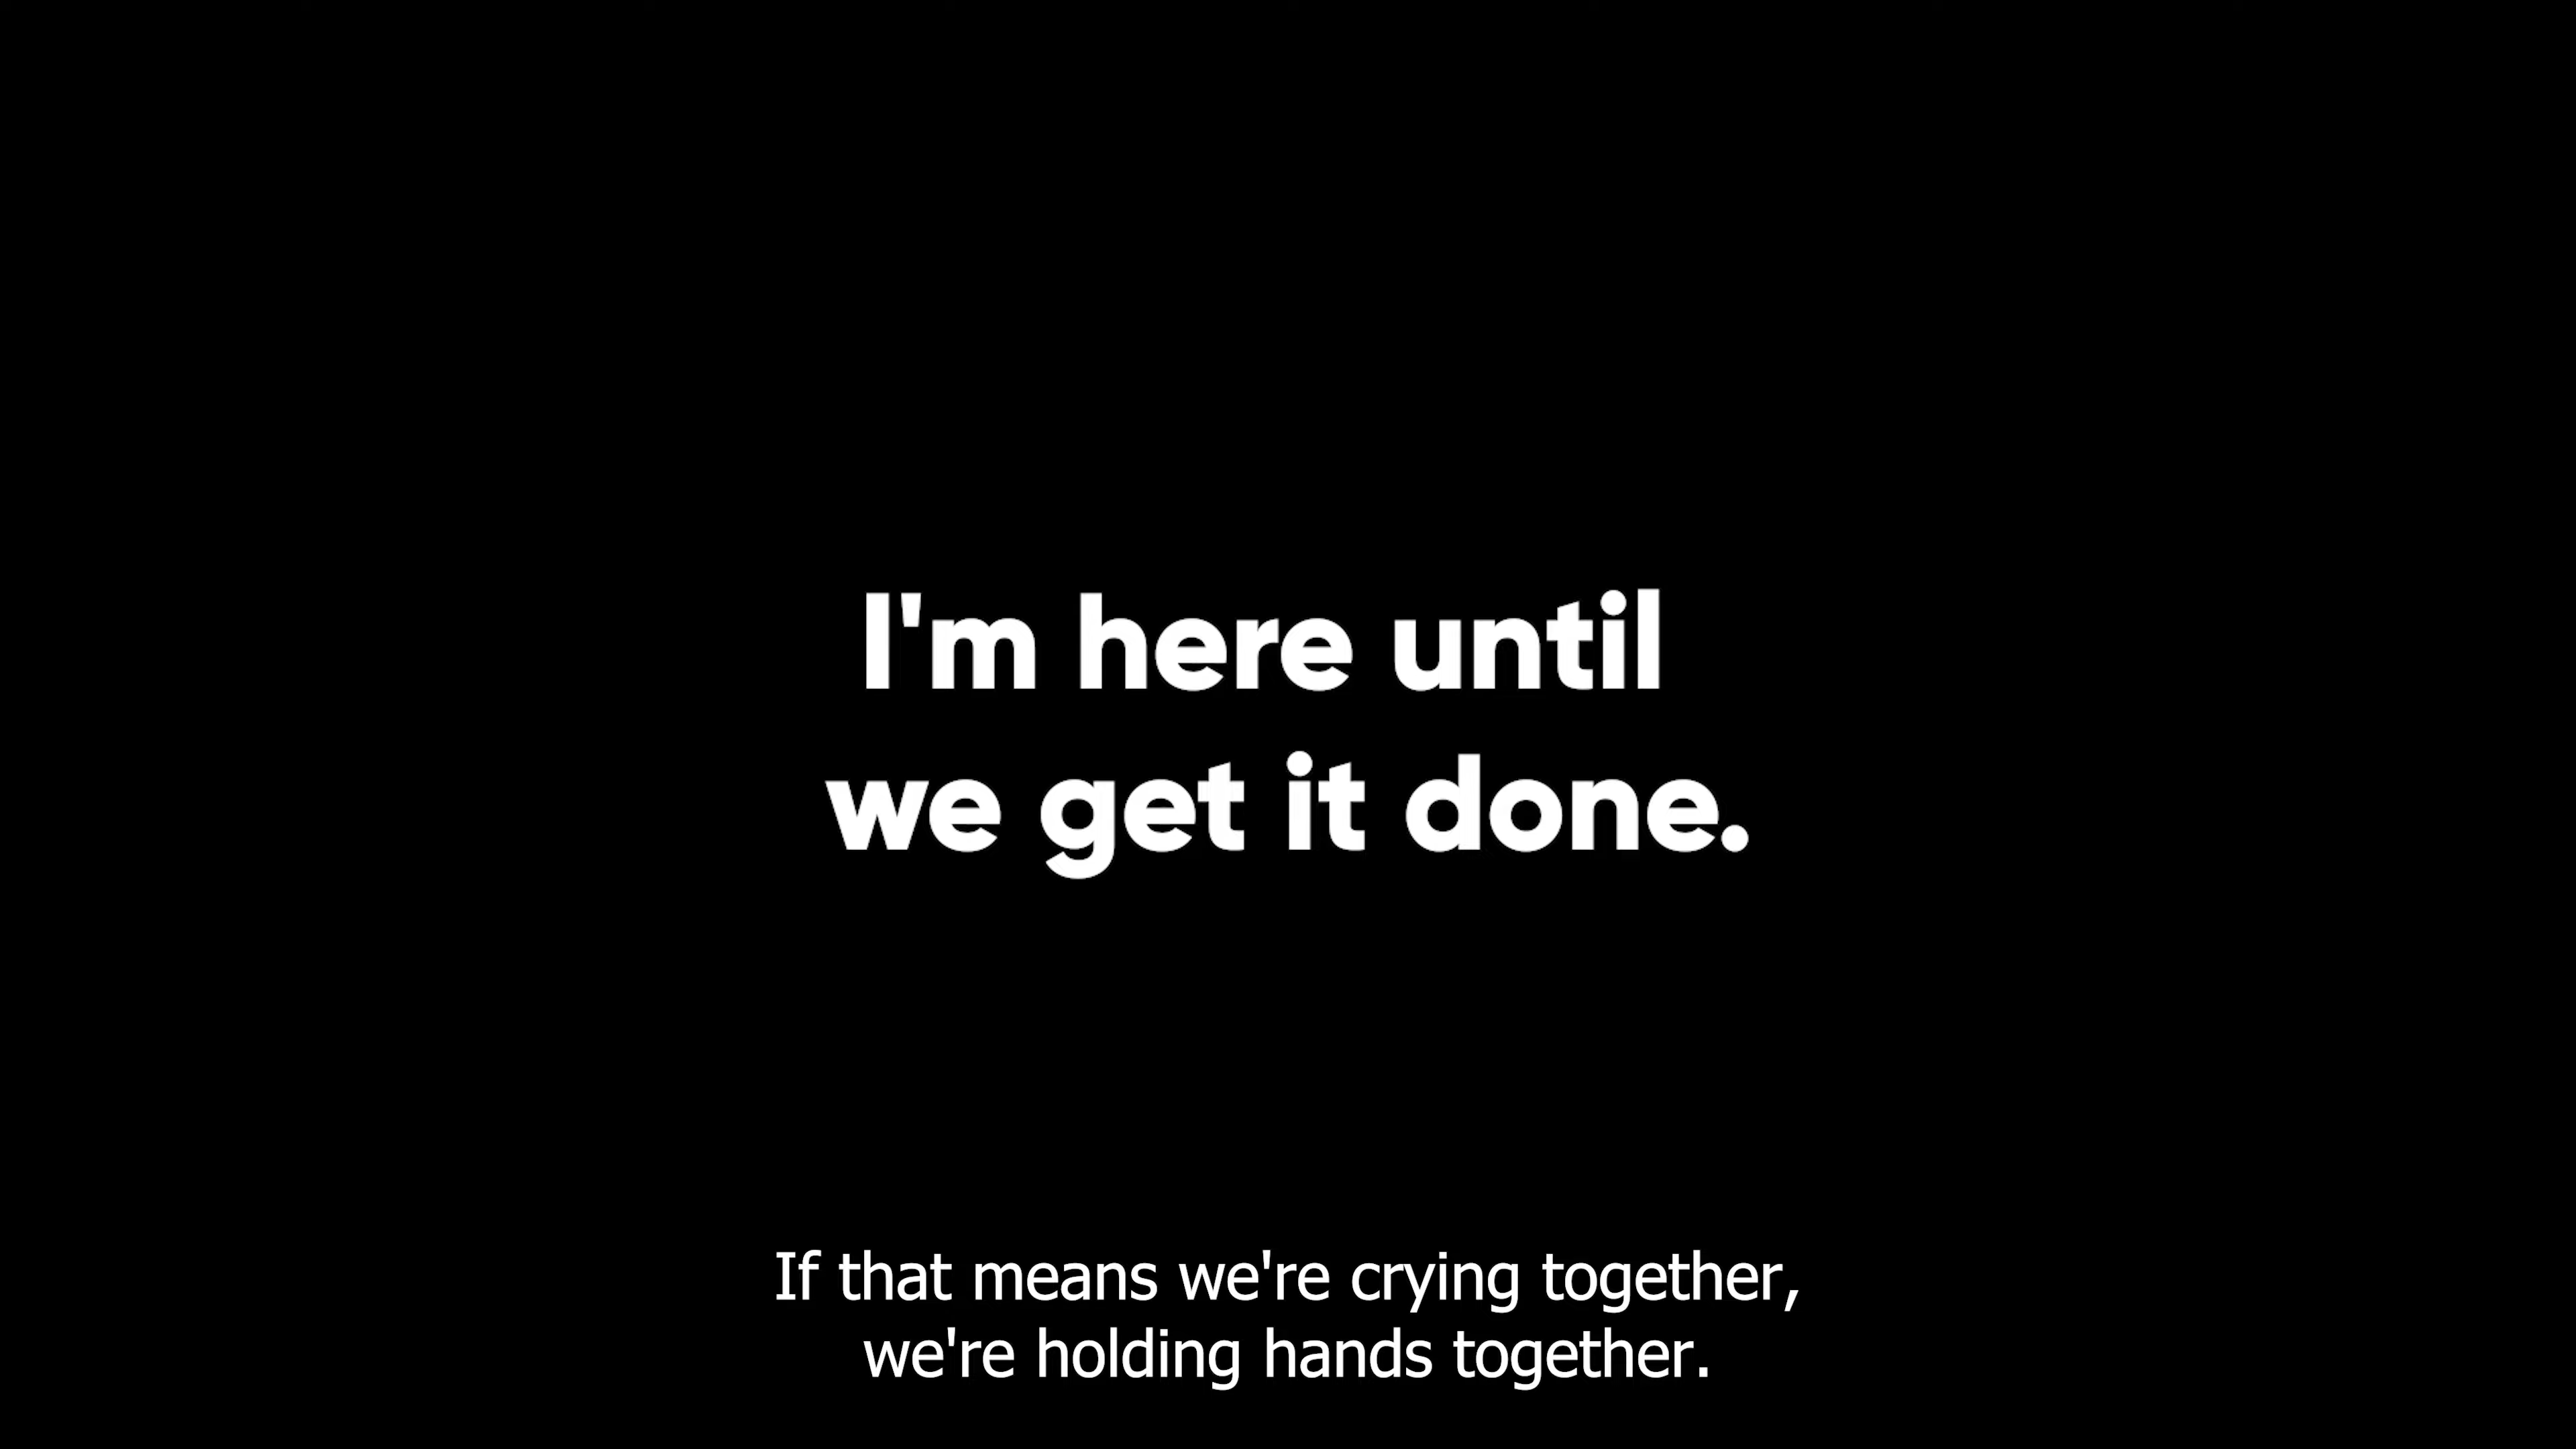 I'm here until
we get it done.
If that means we're crying together,
we're holding hands together.